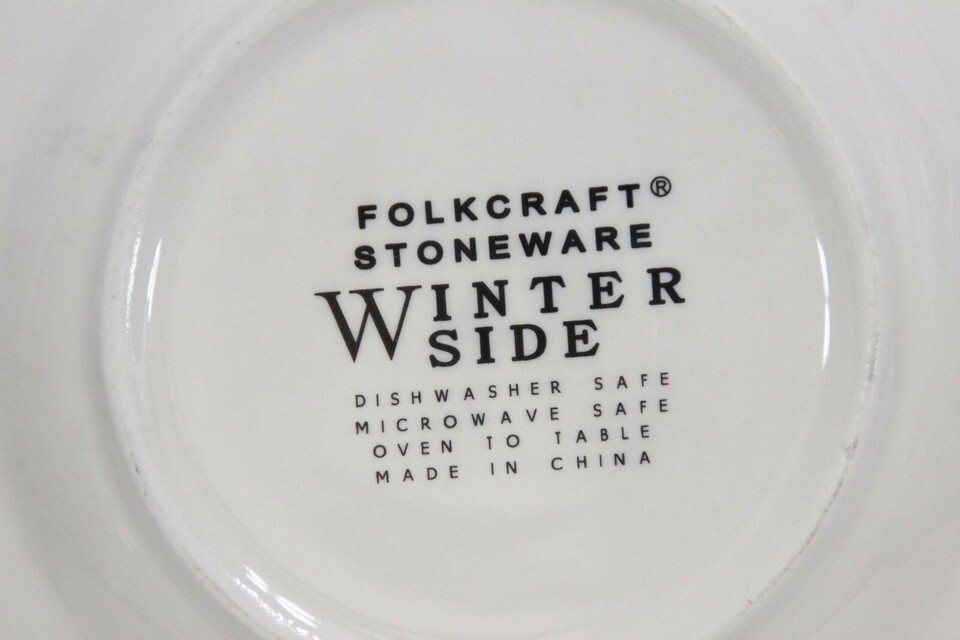 FOLKCRAFT®
STONEWARE
WINTER
SIDE
DISHWASHER SAFE
MICROWAVE SAFE
OVEN TO TABLE
MADE IN CHINA